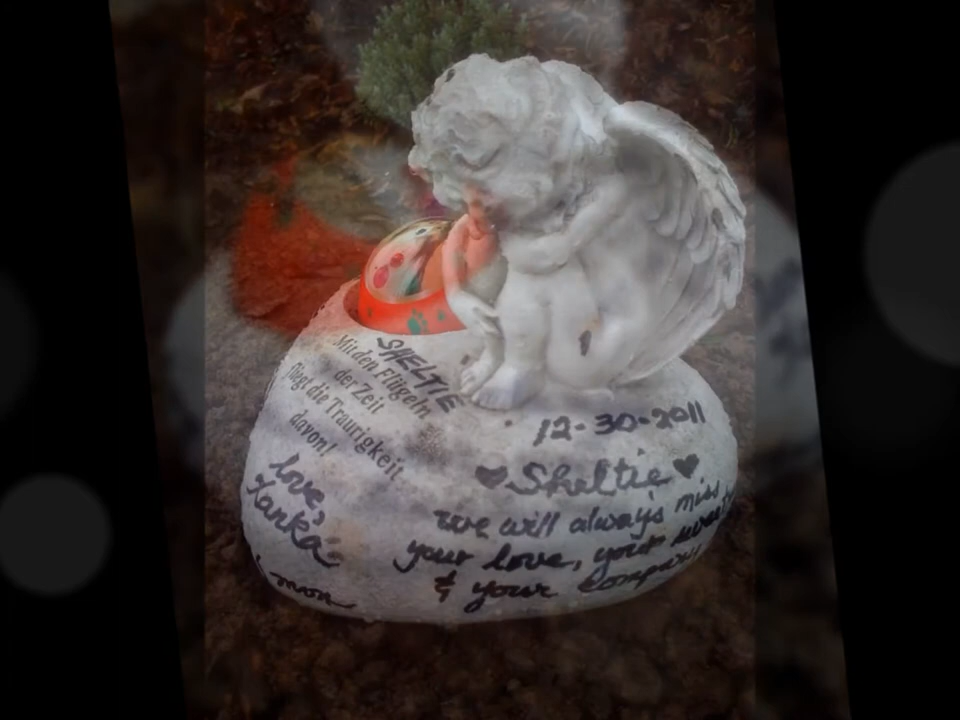 SHELTIE
Mit den Flügeln
der Zeit
fliegt die Traurigkeit
davon!
love,
Yanka
mom
12-30-2011
Sheltie
we will always miss
your love, your
& your